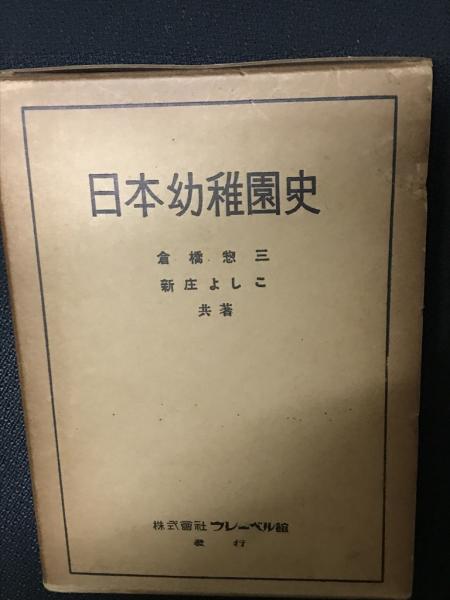 日本幼稚園史
倉橋惣三
新庄よしこ
共著
株式會社フレーベル館
発行